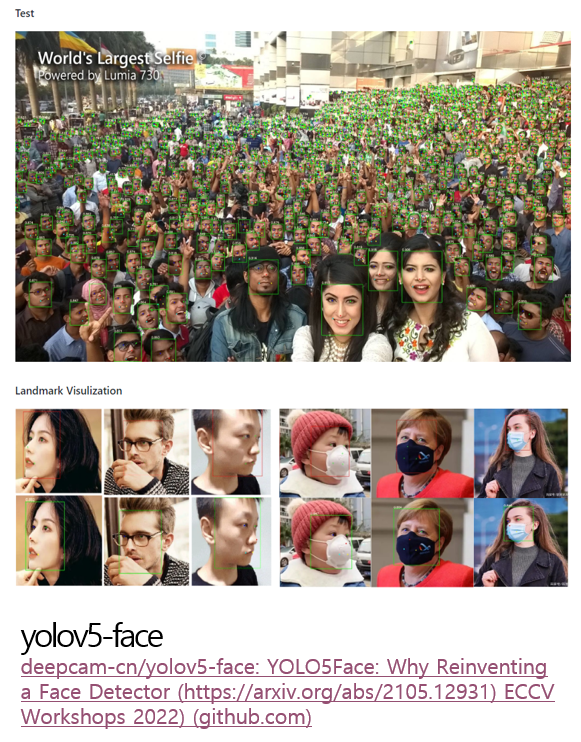 Test
World's Largest Selfie
Powered by Lumia 730
Landmark Visulization
yolov5-face
deepcam-cn/yolov5-face: YOLO5Face: Why Reinventing
a Face Detector (https://arxiv.org/abs/2105.12931) ECCV
Workshops 2022) (github.com)